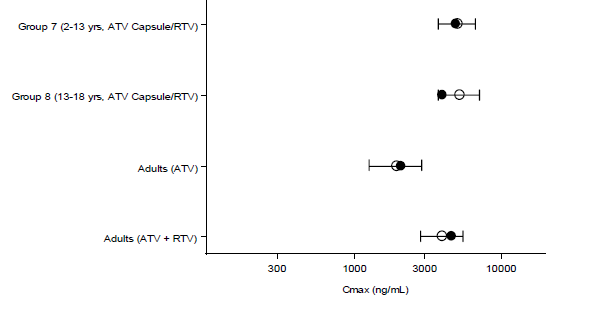 Group 7 (2-13 yrs, ATV Capsule/RTV)
Group 8 (13-18 yrs, ATV Capsule/RTV)
Adults (ATV)
Adults (ATV + RTV)
300 1000 3000 10000
Cmax (ng/mL)